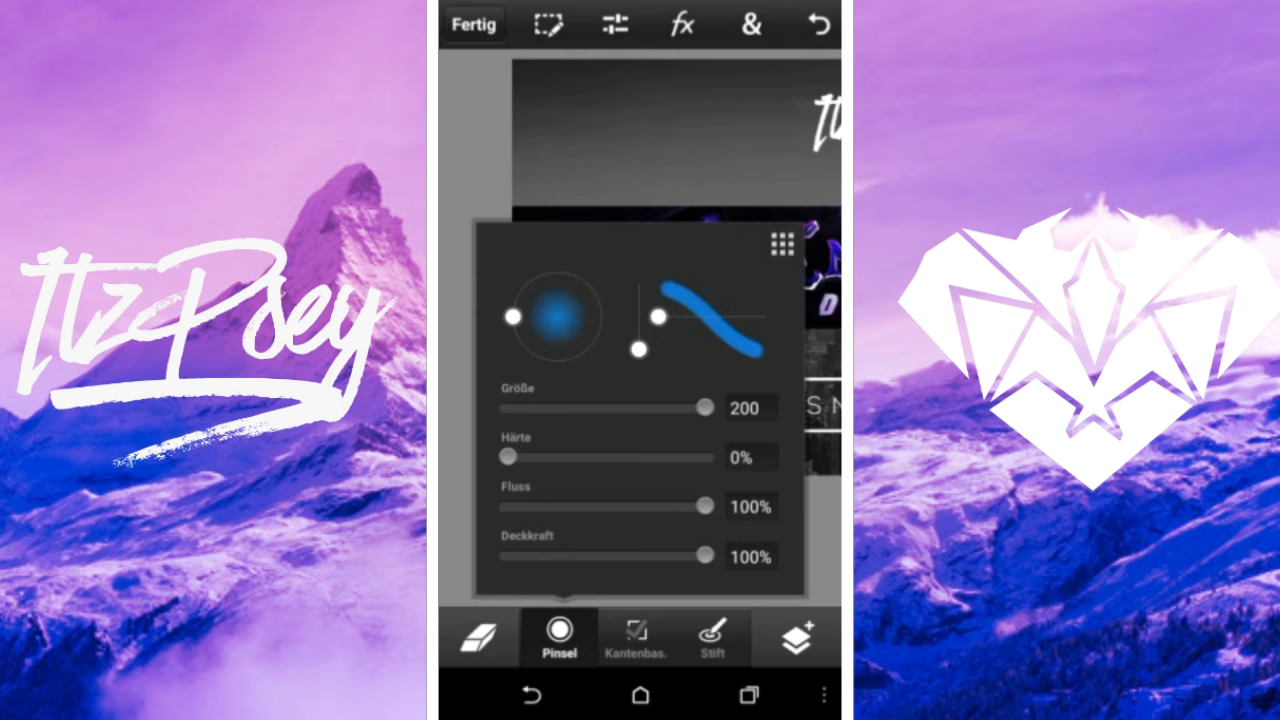 ItzPsey
Fertig
fx
&
Größe
200
Härte
0%
Fluss
100%
Deckkraft
100%
S N
Pinsel
Kantenbas.
Stift